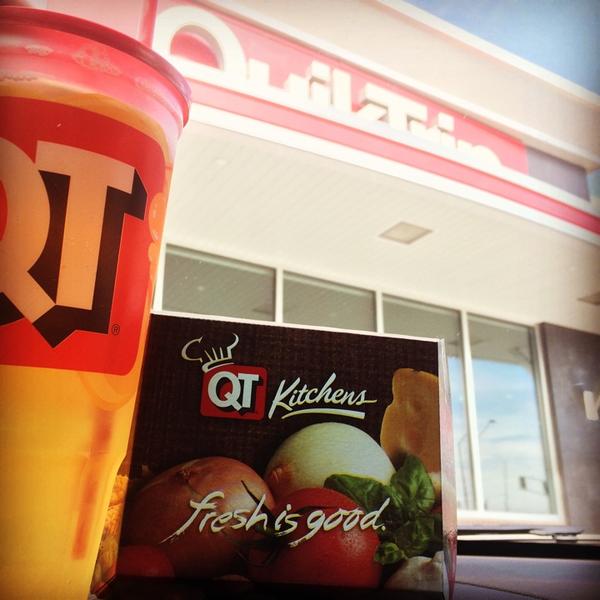 QuikTrip
QT
®
QT Kitchens
fresh is good.